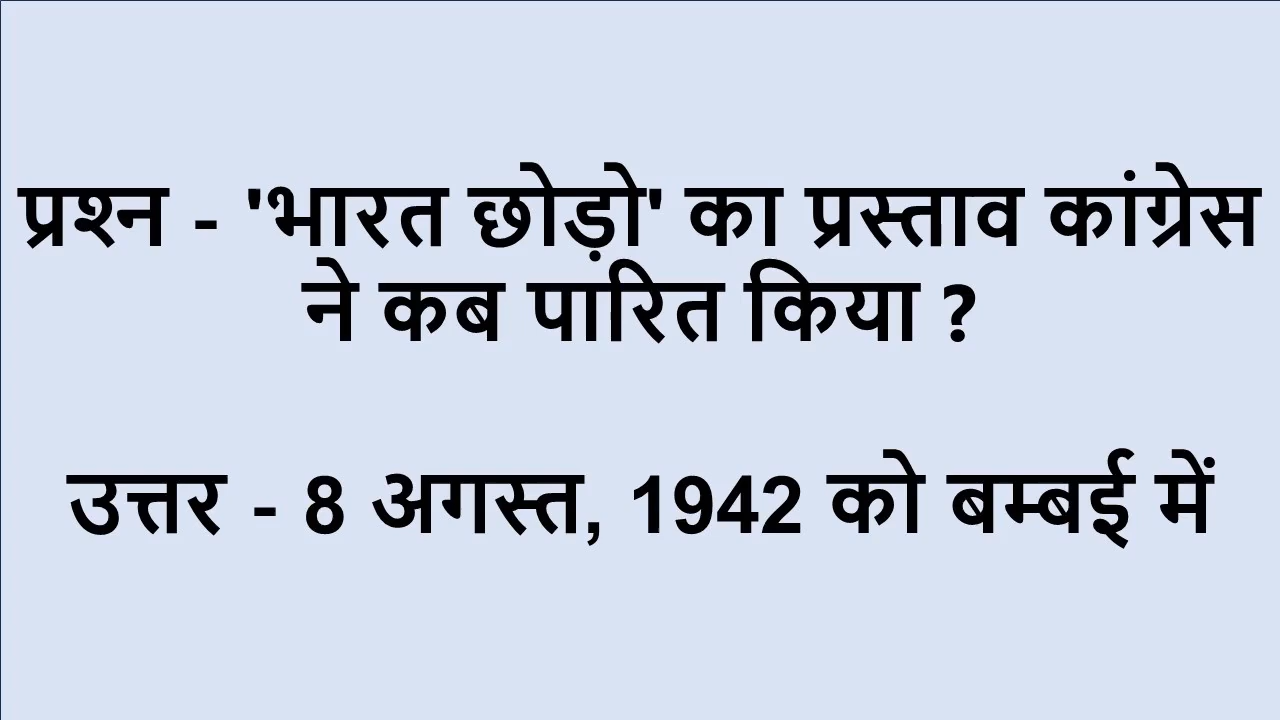 प्रश्न - 'भारत छोड़ो' का प्रस्ताव कांग्रेस
ने कब पारित किया ?
उत्तर - 8 अगस्त, 1942 को बम्बई में